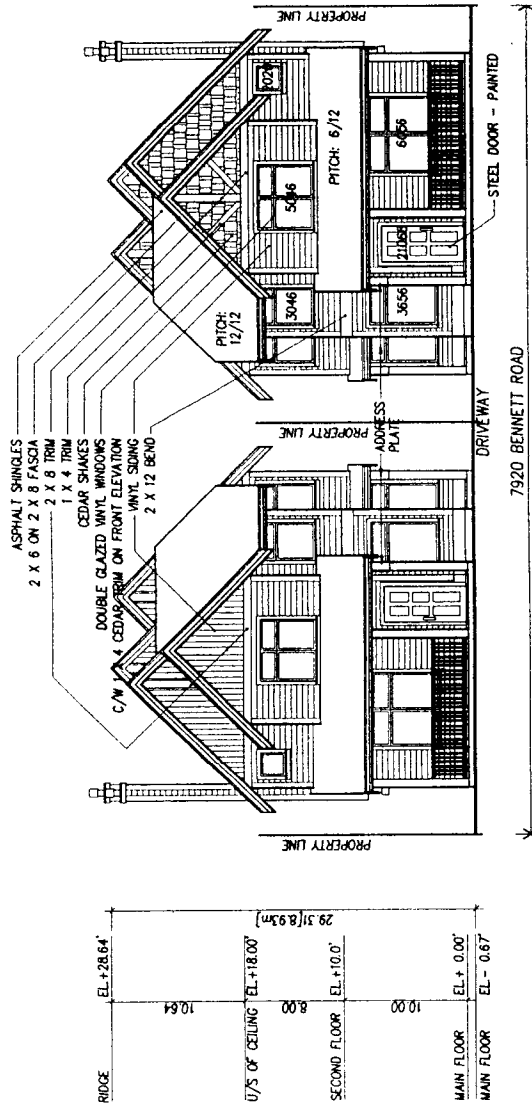 ASPHALT SHINGLES
2 X 6 ON 2 X 8 FASCIA
2 X 8 TRIM
1 X 4 TRIM
CEDAR SHAKES
DOUBLE GLAZED VINYL WINDOWS
C/W 1 X 4 CEDAR TRIM ON FRONT ELEVATION
VINYL SIDING
2 X 12 BEND
PROPERTY LINE
PROPERTY LINE
PROPERTY LINE
PITCH:
12/12
PITCH: 6/12
2020
5046
3046
6056
21068
3656
ADDRESS
PLATE
STEEL DOOR - PAINTED
DRIVEWAY
7920 BENNETT ROAD
RIDGE EL +28.64'
10.64
U/S OF CEILING EL +18.00'
8.00
SECOND FLOOR EL +10.0'
10.00
MAIN FLOOR EL + 0.00'
MAIN FLOOR EL - 0.67'
29.31[8.93m]